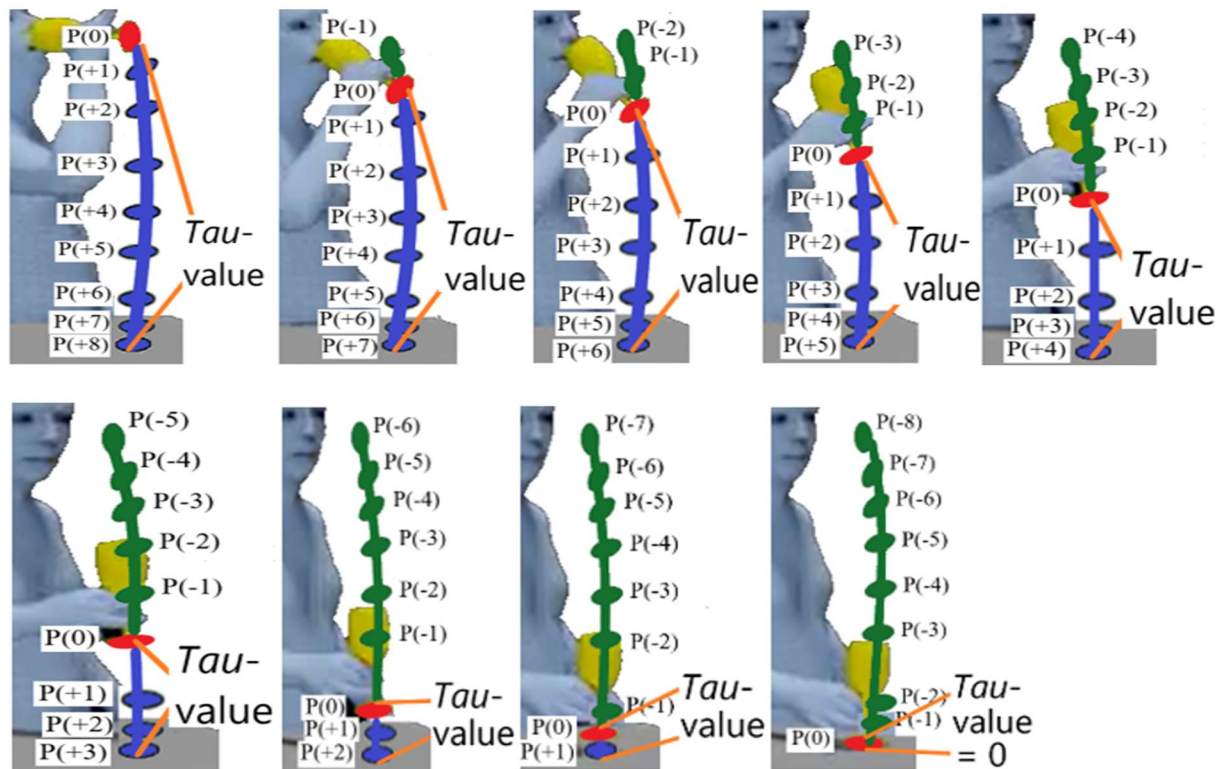 P(0)
P(+1)
P(+2)
P(+3)
P(+4)
P(+5)
P(+6)
P(+7)
P(+8)
Tau-
value
P(-1)
P(0)
P(+1)
P(+2)
P(+3)
P(+4)
P(+5)
P(+6)
P(+7)
Tau-
value
P(-2)
P(-1)
P(0)
P(+1)
P(+2)
P(+3)
P(+4)
P(+5)
P(+6)
Tau-
value
P(-3)
P(-2)
P(-1)
P(0)
P(+1)
P(+2)
P(+3)
P(+4)
P(+5)
Tau-
value
P(-4)
P(-3)
P(-2)
P(-1)
P(0)
P(+1)
P(+2)
P(+3)
P(+4)
Tau-
value
P(-5)
P(-4)
P(-3)
P(-2)
P(-1)
P(0)
P(+1)
P(+2)
P(+3)
Tau-
value
P(-6)
P(-5)
P(-4)
P(-3)
P(-2)
P(-1)
P(0)
P(+1)
P(+2)
Tau-
value
P(-7)
P(-6)
P(-5)
P(-4)
P(-3)
P(-2)
P(-1)
P(0)
P(+1)
Tau-
value
P(-8)
P(-7)
P(-6)
P(-5)
P(-4)
P(-3)
P(-2)
P(-1)
P(0)
Tau-
value
= 0